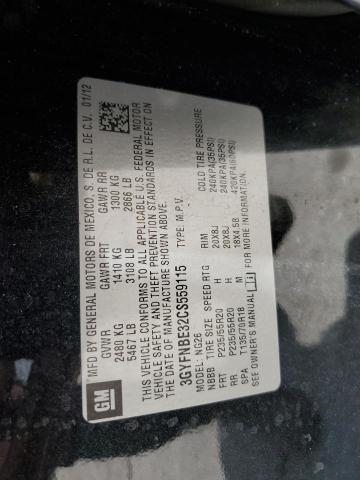 MFD BY GENERAL MOTORS DE MEXICO, S. DE R.L. DE C.V. 01/12
GVWR GAWR FRT GAWR RR
2480 KG 1410 KG 1300 KG
5467 LB 3108 LB 2866 LB
THIS VEHICLE CONFORMS TO ALL APPLICABLE U.S. FEDERAL MOTOR
VEHICLE SAFETY AND THEFT PREVENTION STANDARDS IN EFFECT ON
THE DATE OF MANUFACTURE SHOWN ABOVE.
3GYFNBE32CS559115 TYPE: M.P.V.
MODEL: NG26
NBBB TIRE SIZE SPEED RTG RIM COLD TIRE PRESSURE
FRT P235/55R20 H 20X8J 240KPA(35PSI)
RR P235/55R20 H 20X8J 240KPA(35PSI)
SPA T135/70R18 M 18X4.5B 420KPA(60PSI)
SEE OWNER'S MANUAL FOR MORE INFORMATION.
GM